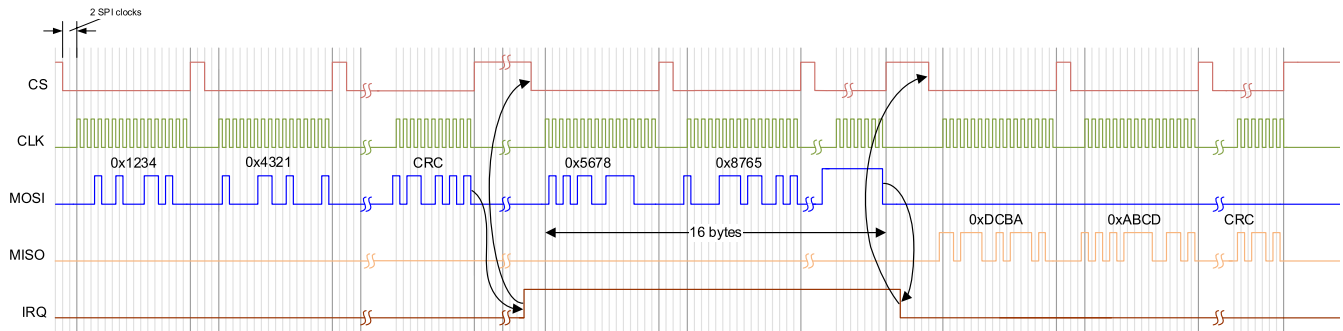 2 SPI clocks
CS
CLK
0x1234 0x4321 CRC 0x5678 0x8765
MOSI
0xDCBA 0xABCD CRC
16 bytes
MISO
IRQ